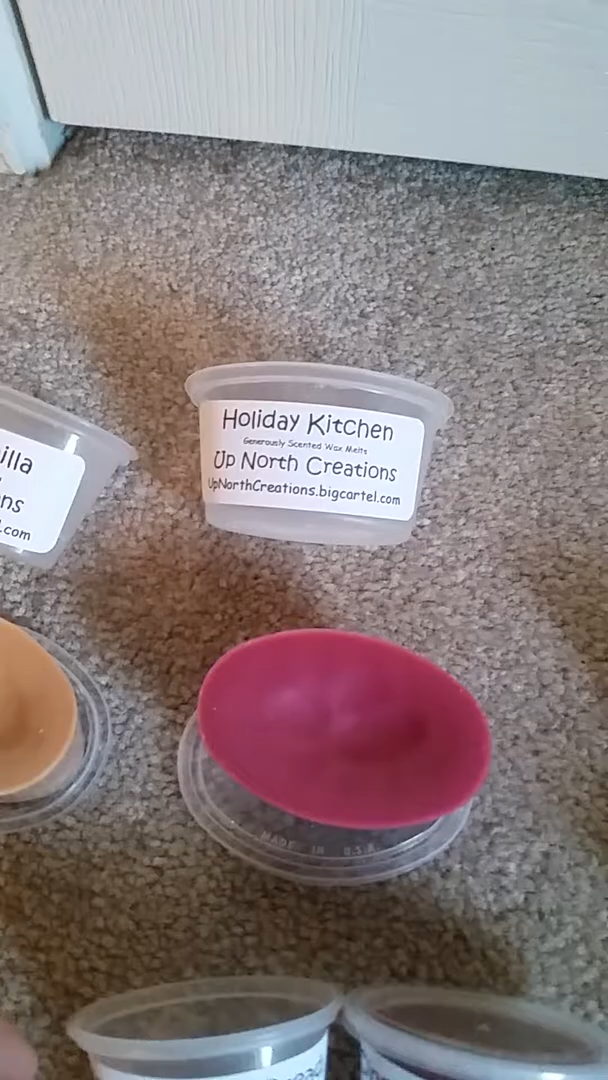 Holiday Kitchen
Generously Scented Wax Melts
Up North Creations
UpNorthCreations.bigcartel.com
illa
ns
.com
MADE IN U.S.A.